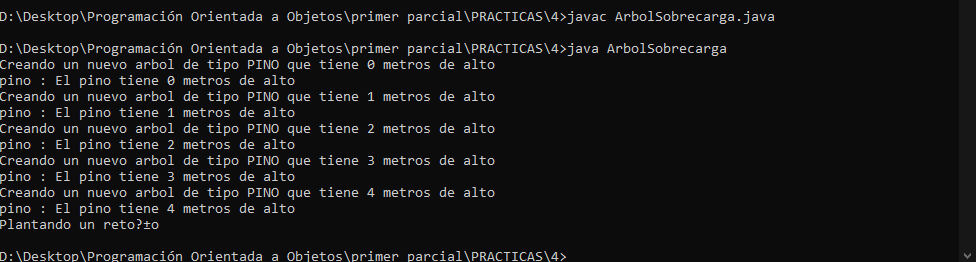 D:\Desktop\Programación Orientada a Objetos\primer parcial\PRACTICAS\4>javac ArbolSobrecarga.java
D:\Desktop\Programación Orientada a Objetos\primer parcial\PRACTICAS\4>java ArbolSobrecarga
Creando un nuevo arbol de tipo PINO que tiene 0 metros de alto
pino : El pino tiene 0 metros de alto
Creando un nuevo arbol de tipo PINO que tiene 1 metros de alto
pino : El pino tiene 1 metros de alto
Creando un nuevo arbol de tipo PINO que tiene 2 metros de alto
pino : El pino tiene 2 metros de alto
Creando un nuevo arbol de tipo PINO que tiene 3 metros de alto
pino : El pino tiene 3 metros de alto
Creando un nuevo arbol de tipo PINO que tiene 4 metros de alto
pino : El pino tiene 4 metros de alto
Plantando un reto?±o
D:\Desktop\Programación Orientada a Objetos\primer parcial\PRACTICAS\4>